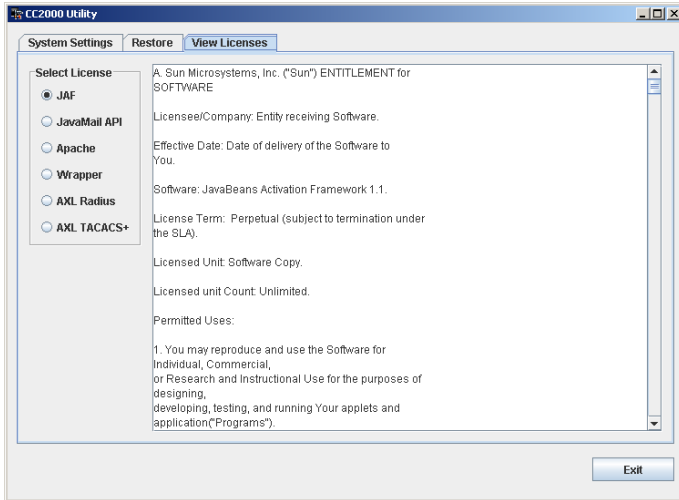 CC2000 Utility
System Settings Restore View Licenses
Select License
JAF
JavaMail API
Apache
Wrapper
AXL Radius
AXL TACACS+
A. Sun Microsystems, Inc. ("Sun") ENTITLEMENT for
SOFTWARE
Licensee/Company: Entity receiving Software.
Effective Date: Date of delivery of the Software to
You.
Software: JavaBeans Activation Framework 1.1.
License Term:  Perpetual (subject to termination under
the SLA).
Licensed Unit: Software Copy.
Licensed unit Count: Unlimited.
Permitted Uses:
1. You may reproduce and use the Software for
Individual, Commercial,
or Research and Instructional Use for the purposes of
designing,
developing, testing, and running Your applets and
application("Programs").
Exit